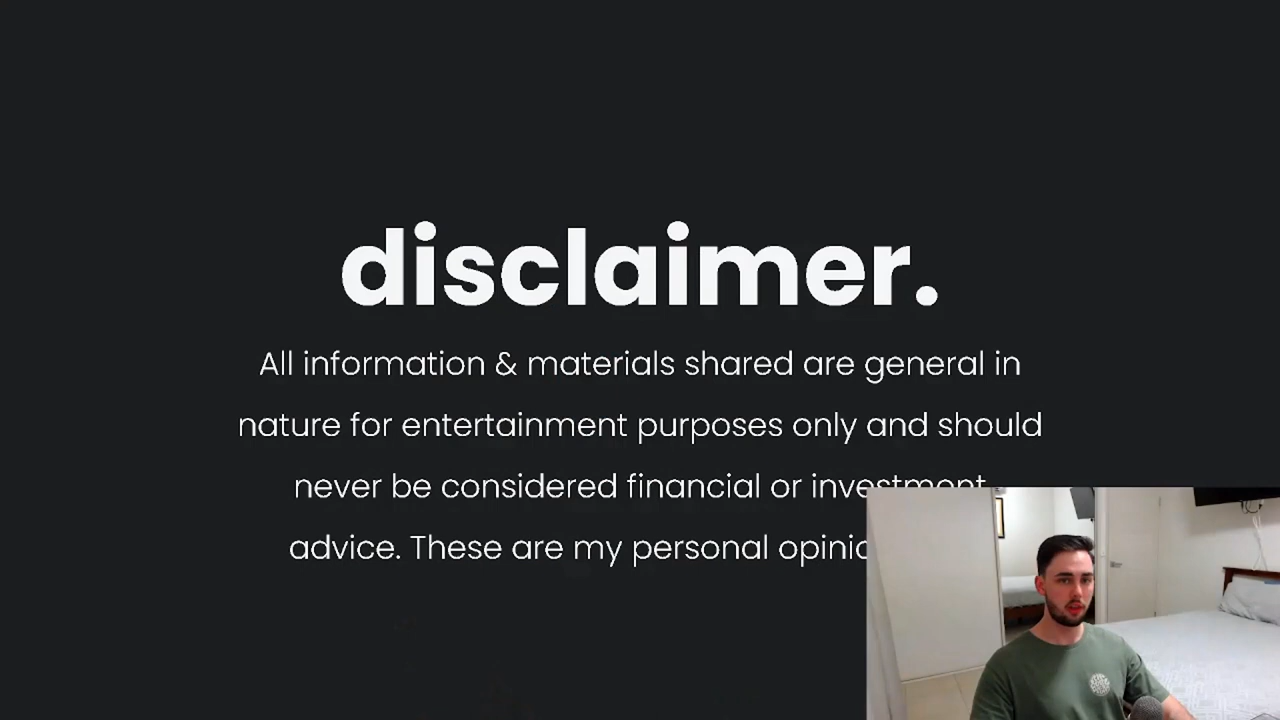 disclaimer.
All information & materials shared are general in
nature for entertainment purposes only and should
never be considered financial or investment
advice. These are my personal